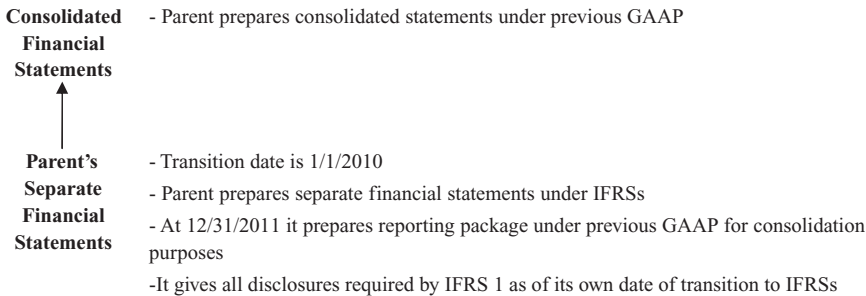 Consolidated
Financial
Statements
- Parent prepares consolidated statements under previous GAAP
Parent's
Separate
Financial
Statements
- Transition date is 1/1/2010
- Parent prepares separate financial statements under IFRSs
- At 12/31/2011 it prepares reporting package under previous GAAP for consolidation
purposes
-It gives all disclosures required by IFRS 1 as of its own date of transition to IFRSs